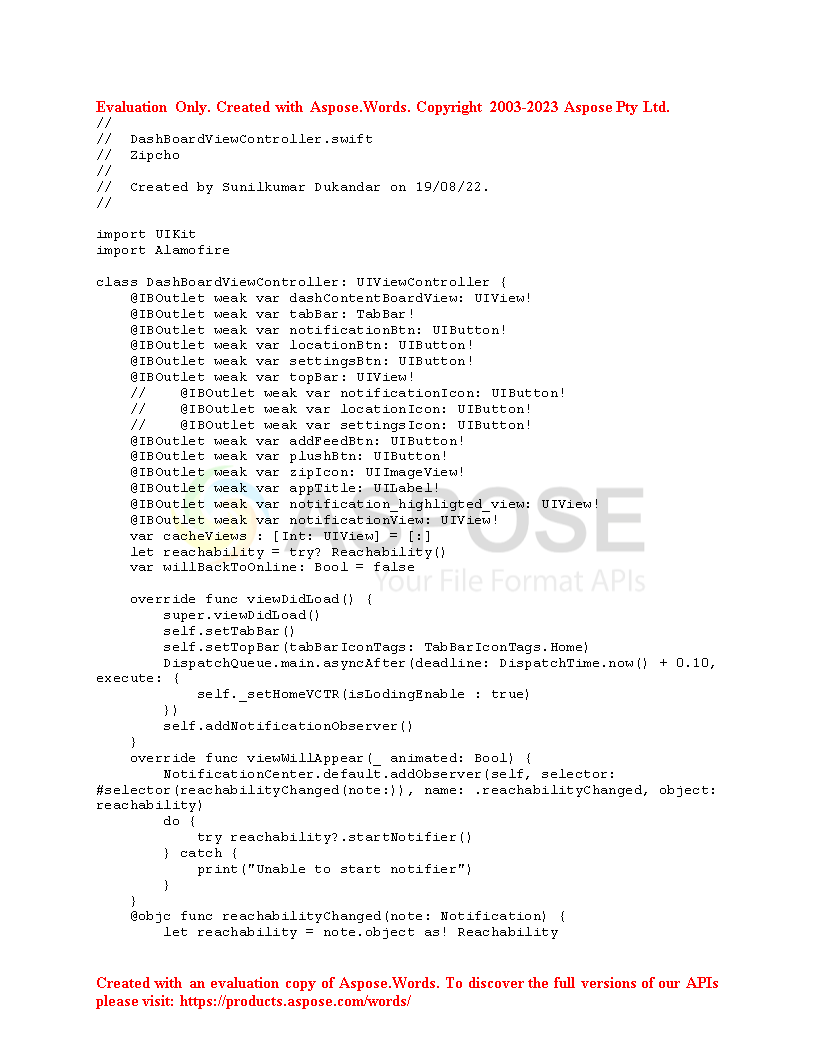 Evaluation Only. Created with Aspose.Words. Copyright 2003-2023 Aspose Pty Ltd.
//
//  DashBoardViewController.swift
//  Zipcho
//
//  Created by Sunilkumar Dukandar on 19/08/22.
//
import UIKit
import Alamofire
class DashBoardViewController: UIViewController {
    @IBOutlet weak var dashContentBoardView: UIView!
    @IBOutlet weak var tabBar: TabBar!
    @IBOutlet weak var notificationBtn: UIButton!
    @IBOutlet weak var locationBtn: UIButton!
    @IBOutlet weak var settingsBtn: UIButton!
    @IBOutlet weak var topBar: UIView!
    //    @IBOutlet weak var notificationIcon: UIButton!
    //    @IBOutlet weak var locationIcon: UIButton!
    //    @IBOutlet weak var settingsIcon: UIButton!
    @IBOutlet weak var addFeedBtn: UIButton!
    @IBOutlet weak var plushBtn: UIButton!
    @IBOutlet weak var zipIcon: UIImageView!
    @IBOutlet weak var appTitle: UILabel!
    @IBOutlet weak var notification_highligted_view: UIView!
    @IBOutlet weak var notificationView: UIView!
    var cacheViews : [Int: UIView] = [:]
    let reachability = try? Reachability()
    var willBackToOnline: Bool = false
ASPOSE
Your File Format APIs
    override func viewDidLoad() {
        super.viewDidLoad()
        self.setTabBar()
        self.setTopBar(tabBarIconTags: TabBarIconTags.Home)
        DispatchQueue.main.asyncAfter(deadline: DispatchTime.now() + 0.10,
execute: {
            self._setHomeVCTR(isLodingEnable : true)
        })
        self.addNotificationObserver()
    }
    override func viewWillAppear(_ animated: Bool) {
        NotificationCenter.default.addObserver(self, selector:
#selector(reachabilityChanged(note:)), name: .reachabilityChanged, object:
reachability)
        do {
            try reachability?.startNotifier()
        } catch {
            print("Unable to start notifier")
        }
    }
    @objc func reachabilityChanged(note: Notification) {
        let reachability = note.object as! Reachability
Created with an evaluation copy of Aspose.Words. To discover the full versions of our APIs
please visit: https://products.aspose.com/words/